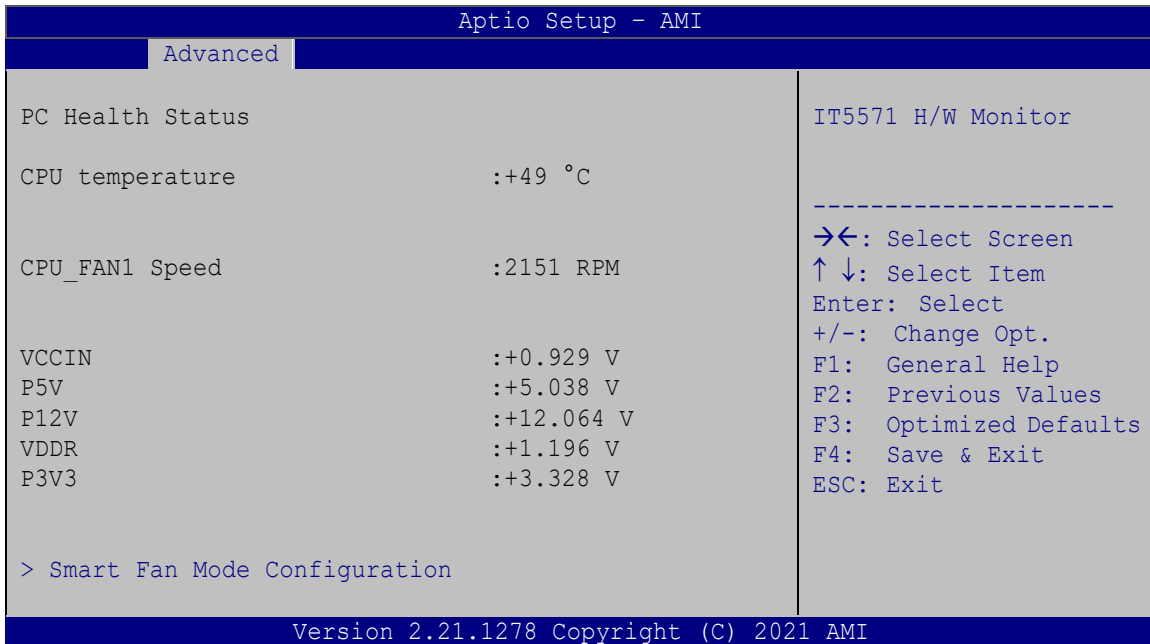 Aptio Setup – AMI
Advanced
PC Health Status
CPU temperature :+49 °C
CPU_FAN1 Speed :2151 RPM
VCCIN :+0.929 V
P5V :+5.038 V
P12V :+12.064 V
VDDR :+1.196 V
P3V3 :+3.328 V
> Smart Fan Mode Configuration
IT5571 H/W Monitor
---------------------
→←: Select Screen
↑ ↓: Select Item
Enter: Select
+/-: Change Opt.
F1: General Help
F2: Previous Values
F3: Optimized Defaults
F4: Save & Exit
ESC: Exit
Version 2.21.1278 Copyright (C) 2021 AMI